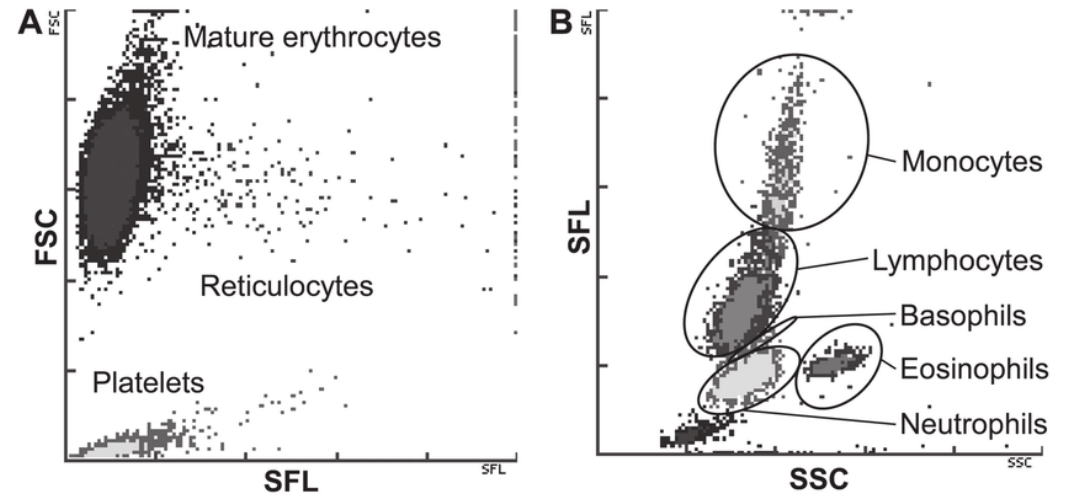 A
FSC
Mature erythrocytes
FSC
Reticulocytes
Platelets
SFL
SFL
B
SFL
Monocytes
SFL
Lymphocytes
Basophils
Eosinophils
Neutrophils
SSC
SSC